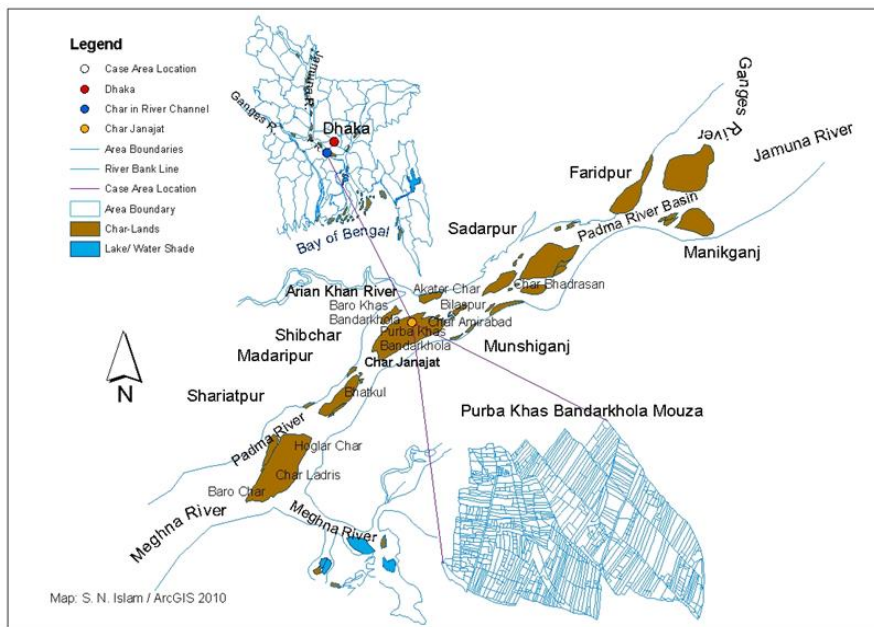 Legend
Case Area Location
Dhaka
Char in River Channel
Char Janajat
Area Boundaries
River Bank Line
Case Area Location
Area Boundary
Char-Lands
Lake/ Water Shade
Jamuna R.
Ganges R.
Dhaka
Bay of Bengal
Ganges River
Jamuna River
Faridpur
Padma River Basin
Sadarpur
Manikganj
Char Bhadrasan
Arian Khan River
Akater Char
Baro Khas
Bandarkhola
Bilaspur
Char Amirabad
Shibchar
Purba Khas
Bandarkhola
Munshiganj
Madaripur
Char Janajat
Shariatpur
Bhatkul
Purba Khas Bandarkhola Mouza
Padma River
Hoglar Char
Char Ladris
Baro Char
Meghna River
Meghna River
N
Map: S. N. Islam / ArcGIS 2010